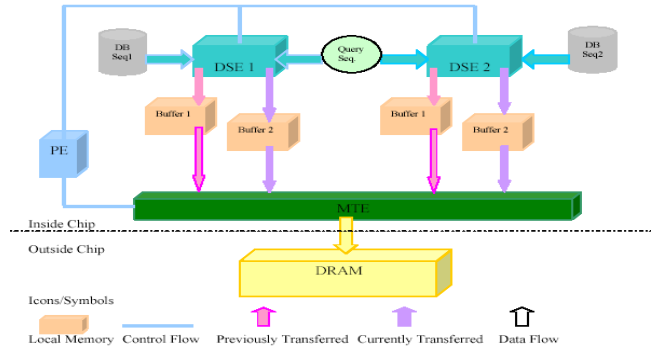 DB
Seq1
DSE 1
Query
Seq.
DSE 2
DB
Seq2
Buffer 1
Buffer 2
Buffer 1
Buffer 2
PE
MTE
Inside Chip
Outside Chip
DRAM
Icons/Symbols
Local Memory
Control Flow
Previously Transferred
Currently Transferred
Data Flow